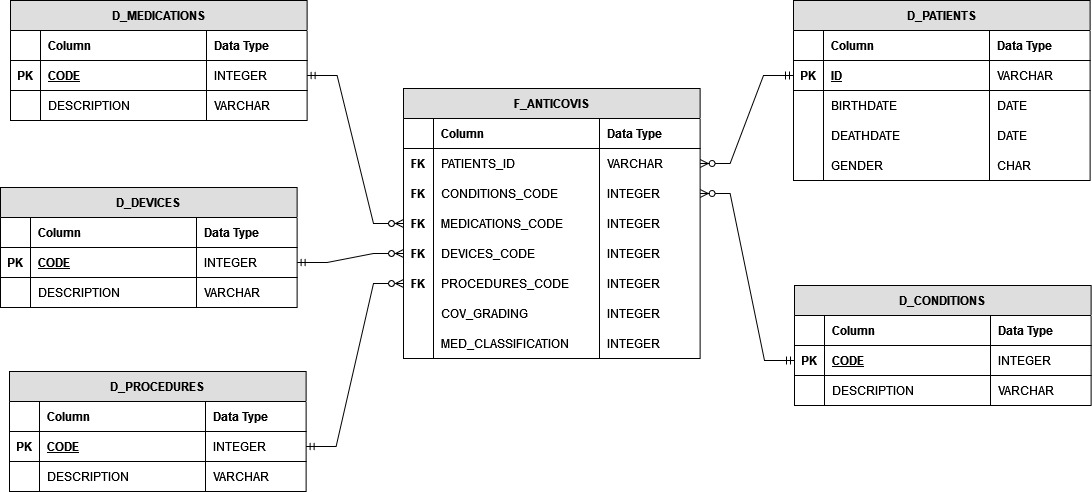 D_MEDICATIONS
Column Data Type
PK CODE INTEGER
DESCRIPTION VARCHAR
D_DEVICES
Column Data Type
PK CODE INTEGER
DESCRIPTION VARCHAR
D_PROCEDURES
Column Data Type
PK CODE INTEGER
DESCRIPTION VARCHAR
F_ANTICOVIS
Column Data Type
FK PATIENTS_ID VARCHAR
FK CONDITIONS_CODE INTEGER
FK MEDICATIONS_CODE INTEGER
FK DEVICES_CODE INTEGER
FK PROCEDURES_CODE INTEGER
COV_GRADING INTEGER
MED_CLASSIFICATION INTEGER
D_PATIENTS
Column Data Type
PK ID VARCHAR
BIRTHDATE DATE
DEATHDATE DATE
GENDER CHAR
D_CONDITIONS
Column Data Type
PK CODE INTEGER
DESCRIPTION VARCHAR